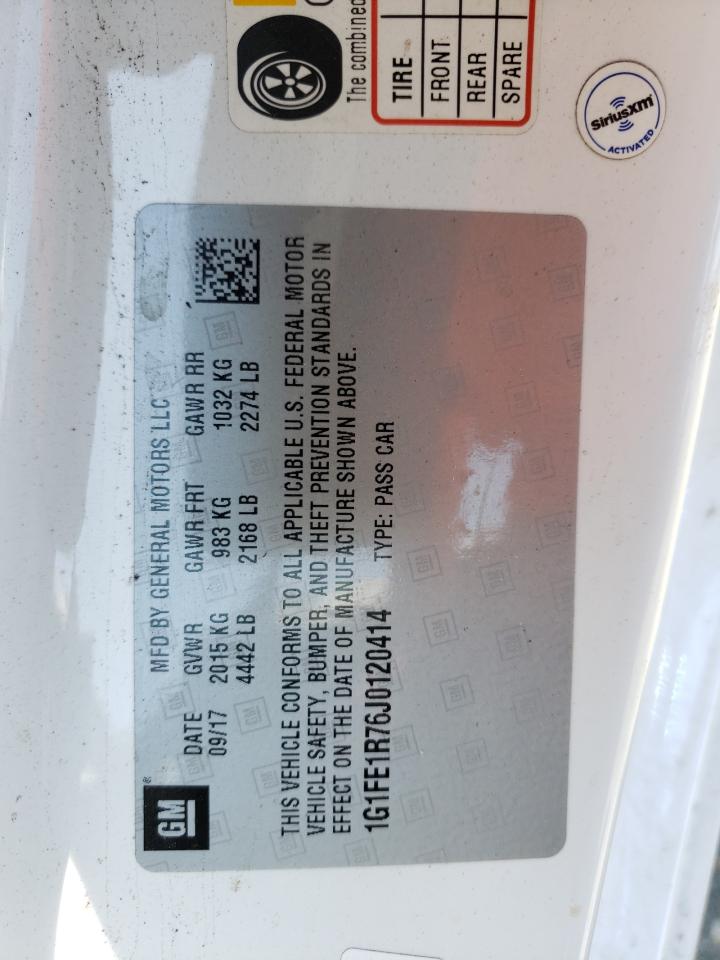 GM®
MFD BY GENERAL MOTORS LLC
DATE GVWR GAWR FRT GAWR RR
09/17 2015 KG 983 KG 1032 KG
4442 LB 2168 LB 2274 LB
THIS VEHICLE CONFORMS TO ALL APPLICABLE U.S. FEDERAL MOTOR
VEHICLE SAFETY, BUMPER, AND THEFT PREVENTION STANDARDS IN
EFFECT ON THE DATE OF MANUFACTURE SHOWN ABOVE.
1G1FE1R76J0120414 TYPE: PASS CAR
The combined
TIRE
FRONT
REAR
SPARE
SiriusXM
ACTIVATED